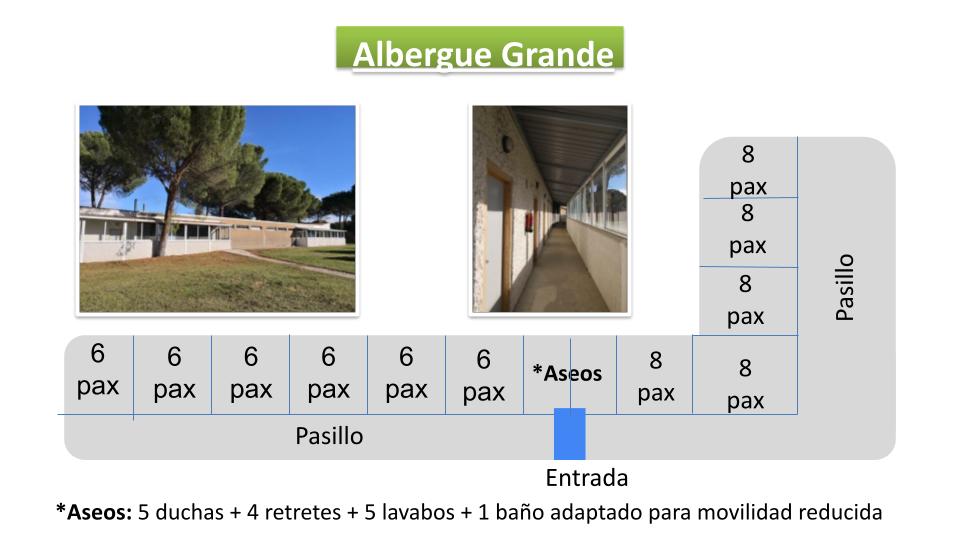 Albergue Grande
8
pax
8
pax
8
pax
Pasillo
6
pax
6
pax
6
pax
6
pax
6
pax
6
pax
*Aseos
8
pax
8
pax
Pasillo
Entrada
*Aseos: 5 duchas + 4 retretes + 5 lavabos + 1 baño adaptado para movilidad reducida